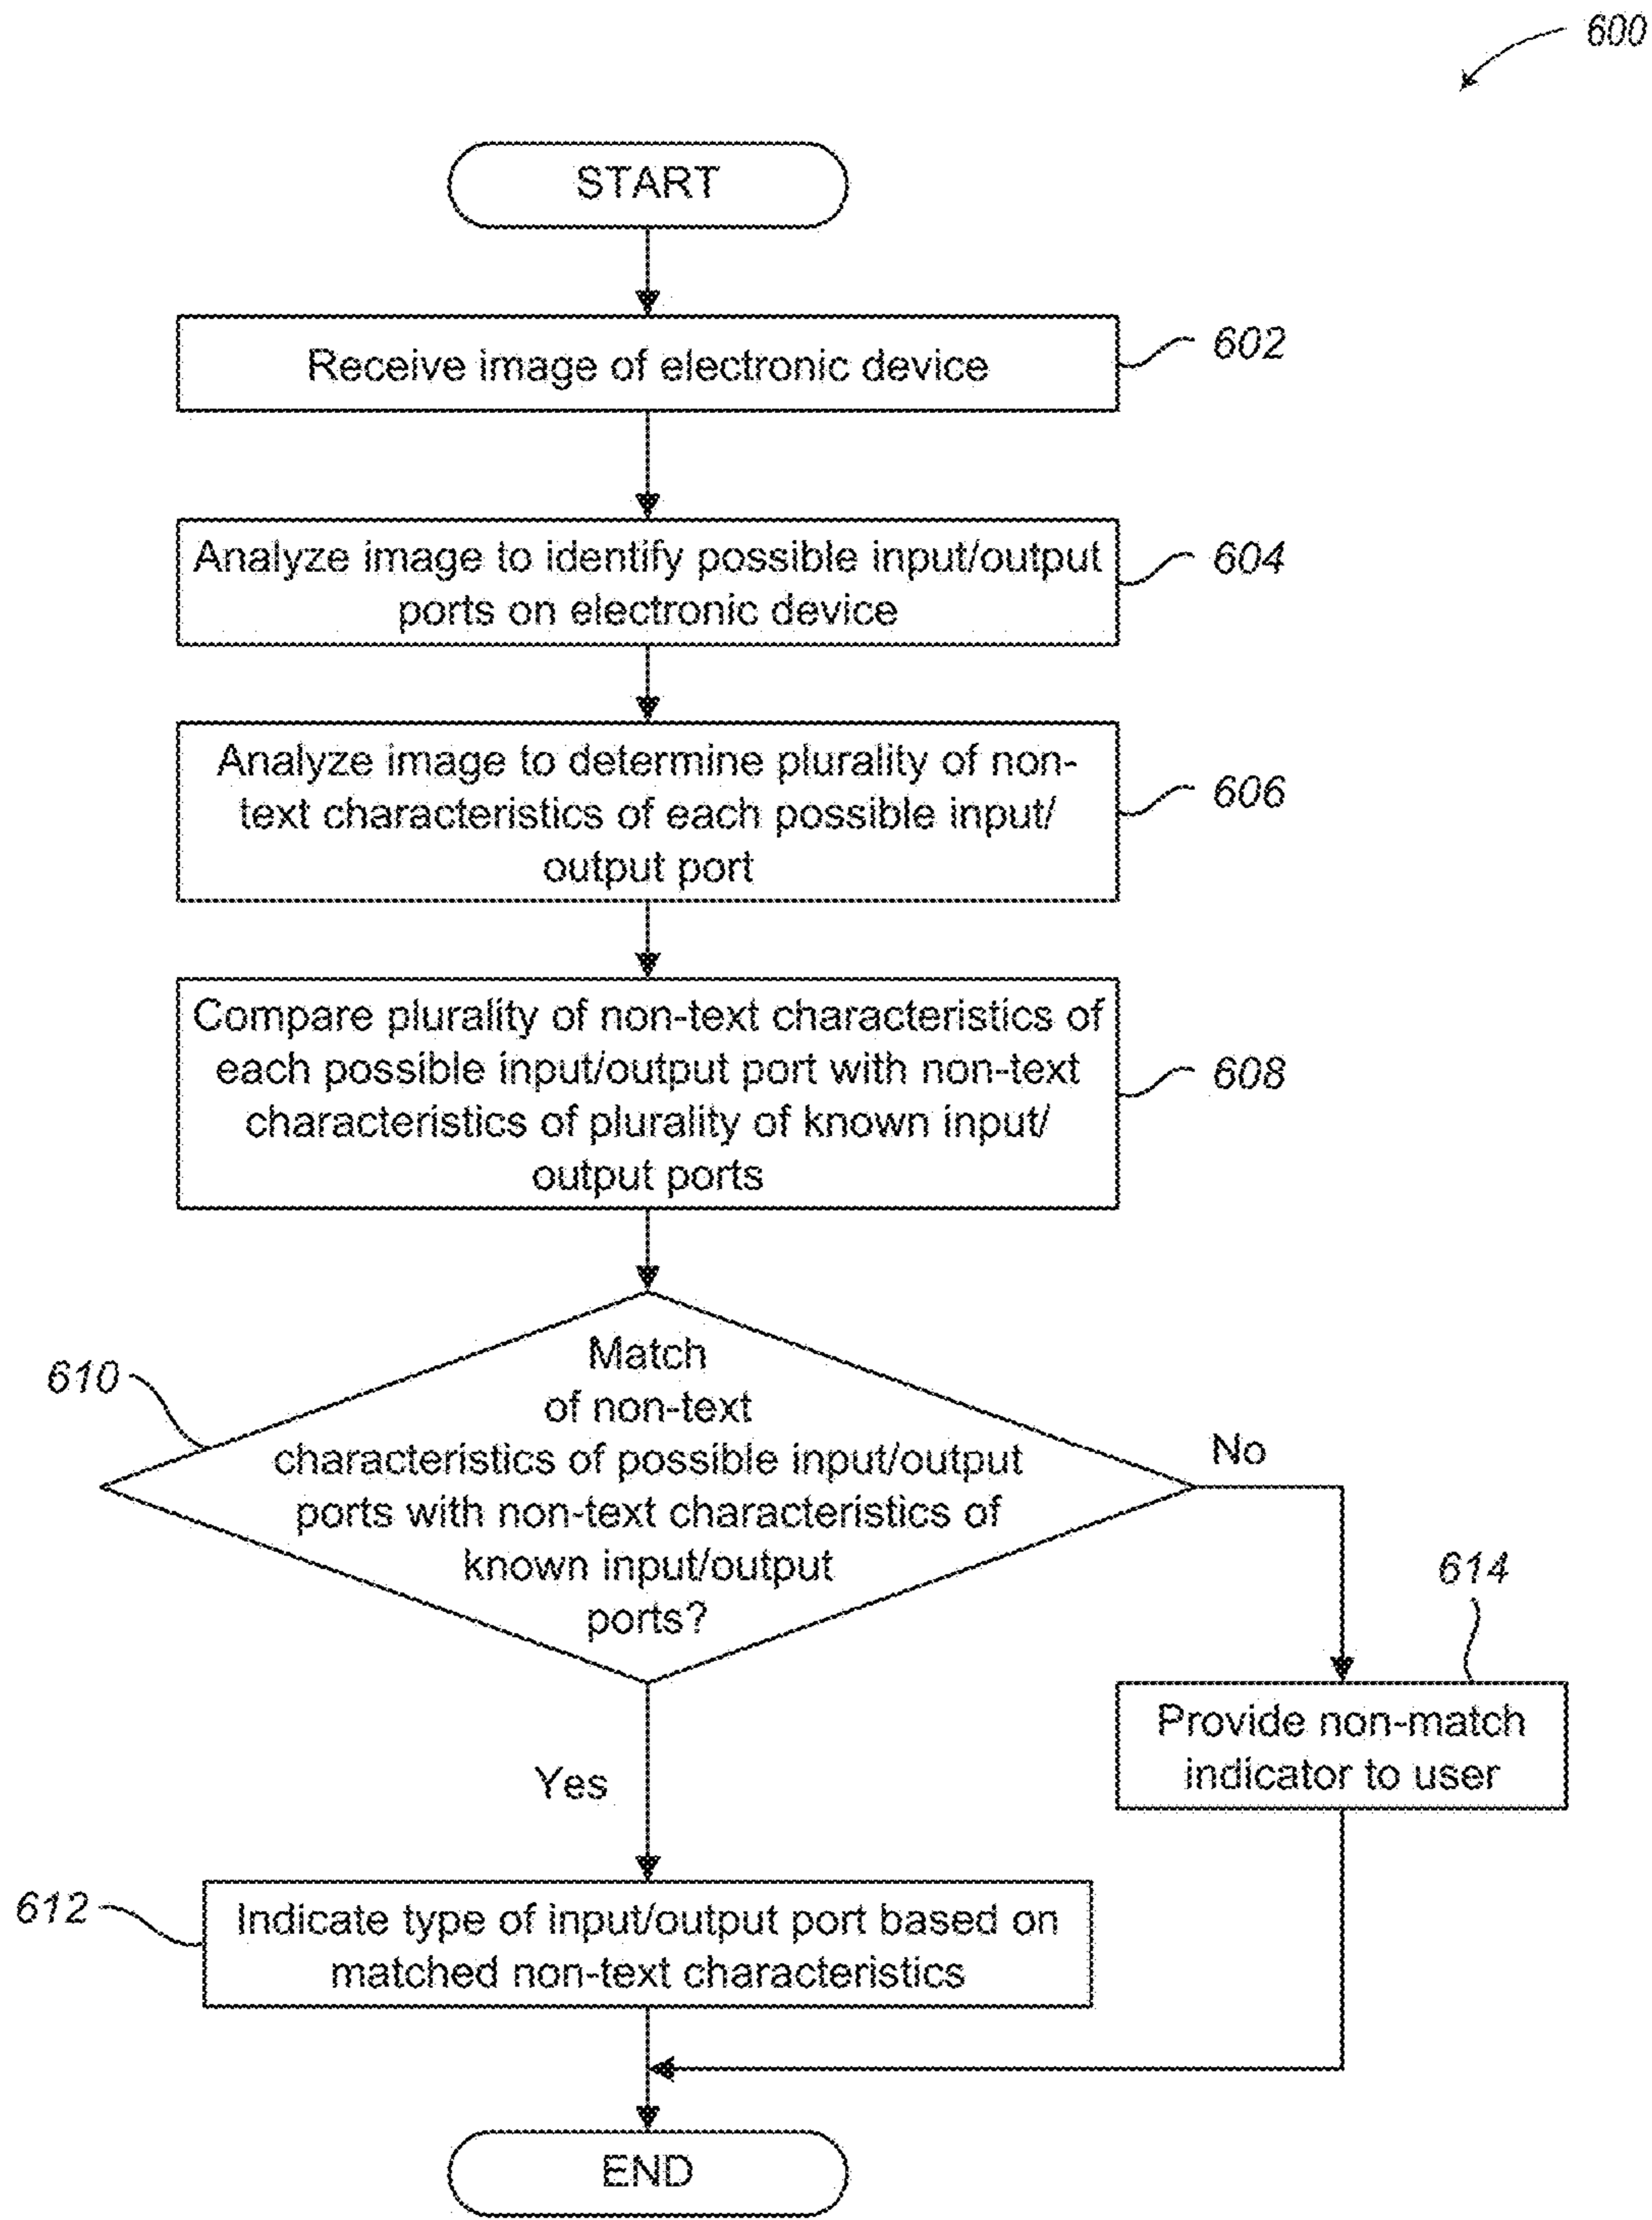 600
START
Receive image of electronic device
602
Analyze image to identify possible input/output
ports on electronic device
604
Analyze image to determine plurality of non-
text characteristics of each possible input/
output port
606
Compare plurality of non-text characteristics of
each possible input/output port with non-text
characteristics of plurality of known input/
output ports
608
610
Match
of non-text
characteristics of possible input/output
ports with non-text characteristics of
known input/output
ports?
No
614
Provide non-match
indicator to user
Yes
612
Indicate type of input/output port based on
matched non-text characteristics
END